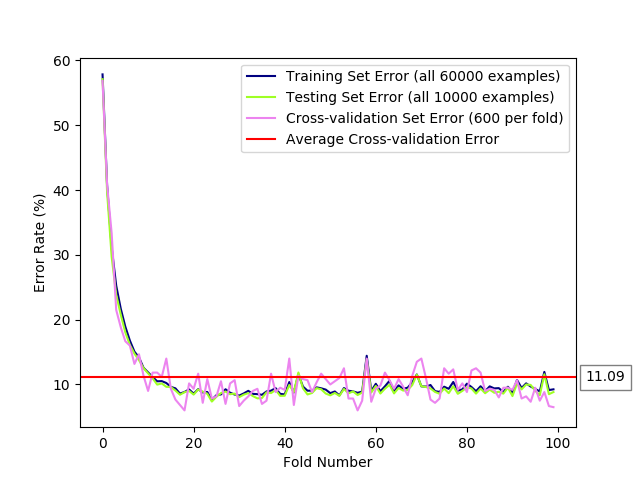 60
50
40
30
20
10
Error Rate (%)
Training Set Error (all 60000 examples)
Testing Set Error (all 10000 examples)
Cross-validation Set Error (600 per fold)
Average Cross-validation Error
11.09
0 20 40 60 80 100
Fold Number